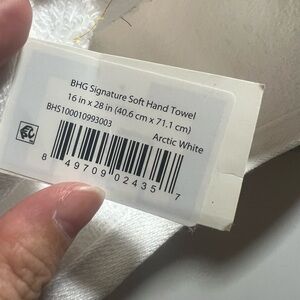 BHG Signature Soft Hand Towel
16 in x 28 in (40.6 cm x 71.1 cm)
BHS100010993003
Arctic White
8 49709 02435 7